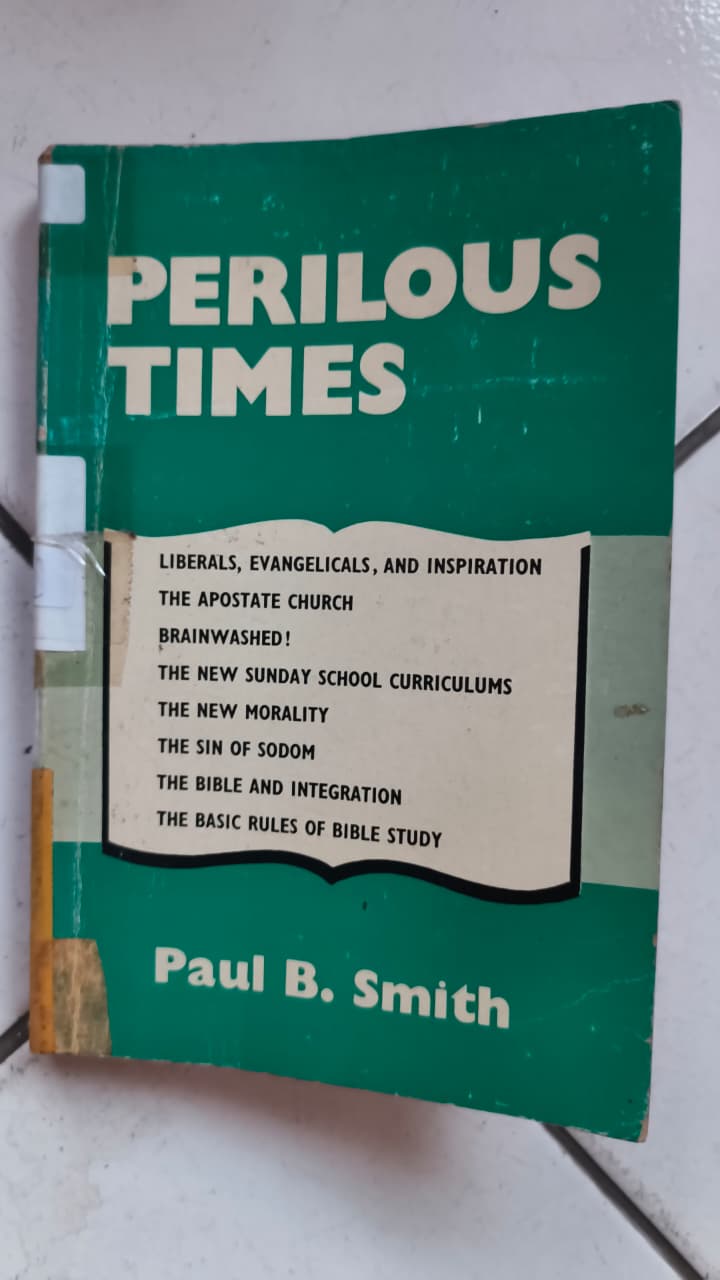 PERILOUS
TIMES
LIBERALS, EVANGELICALS, AND INSPIRATION
THE APOSTATE CHURCH
BRAINWASHED!
THE NEW SUNDAY SCHOOL CURRICULUMS
THE NEW MORALITY
THE SIN OF SODOM
THE BIBLE AND INTEGRATION
THE BASIC RULES OF BIBLE STUDY
Paul B. Smith